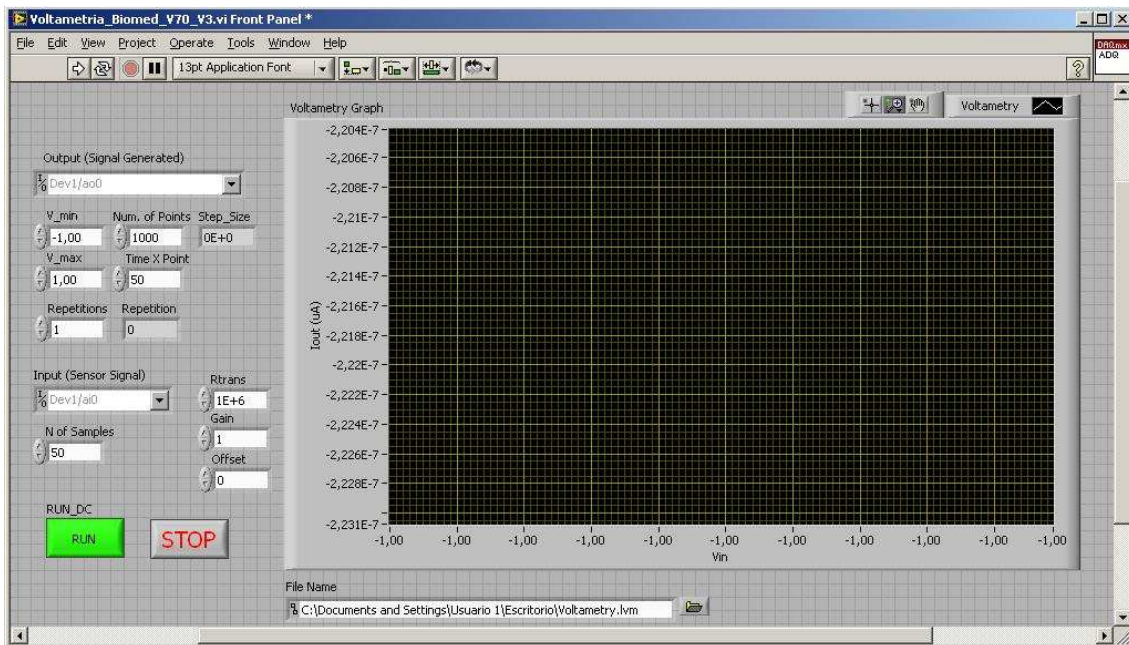 Voltametria_Biomed_V70_V3.vi Front Panel *
File Edit View Project Operate Tools Window Help
13pt Application Font
?
DAQmx
ADQ
Voltametry Graph
Voltametry
Output (Signal Generated)
Dev1/ao0
V_min Num. of Points Step_Size
-1,00 1000 0E+0
V_max Time X Point
1,00 50
Repetitions Repetition
1 0
Input (Sensor Signal)
Dev1/ai0
Rtrans
1E+6
N of Samples
50
Gain
1
Offset
0
RUN_DC
RUN STOP
Iout (uA)
-2,204E-7
-2,206E-7
-2,208E-7
-2,21E-7
-2,212E-7
-2,214E-7
-2,216E-7
-2,218E-7
-2,22E-7
-2,222E-7
-2,224E-7
-2,226E-7
-2,228E-7
-2,231E-7
-1,00 -1,00 -1,00 -1,00 -1,00 -1,00 -1,00 -1,00 -1,00 -1,00 -1,00
Vin
File Name
C:\Documents and Settings\Usuario 1\Escritorio\Voltametry.lvm